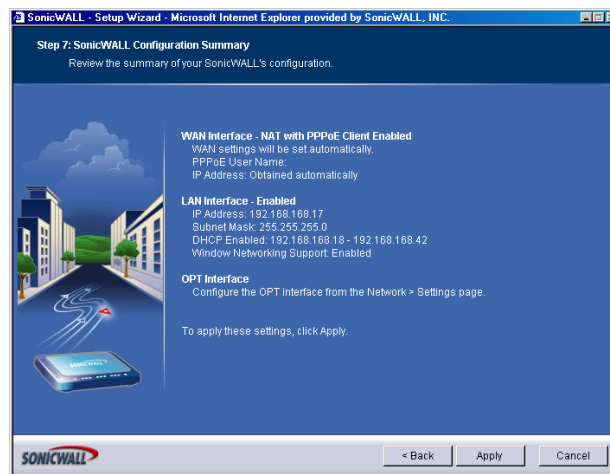 SonicWALL - Setup Wizard - Microsoft Internet Explorer provided by SonicWALL, INC.
Step 7: SonicWALL Configuration Summary
Review the summary of your SonicWALL's configuration.
WAN Interface - NAT with PPPoE Client Enabled
WAN settings will be set automatically.
PPPoE User Name:
IP Address: Obtained automatically
LAN Interface - Enabled
IP Address: 192.168.168.17
Subnet Mask: 255.255.255.0
DHCP Enabled: 192.168.168.18 - 192.168.168.42
Window Networking Support: Enabled
OPT Interface
Configure the OPT interface from the Network > Settings page.
To apply these settings, click Apply.
SONICWALL
SONICWALL
< Back Apply Cancel